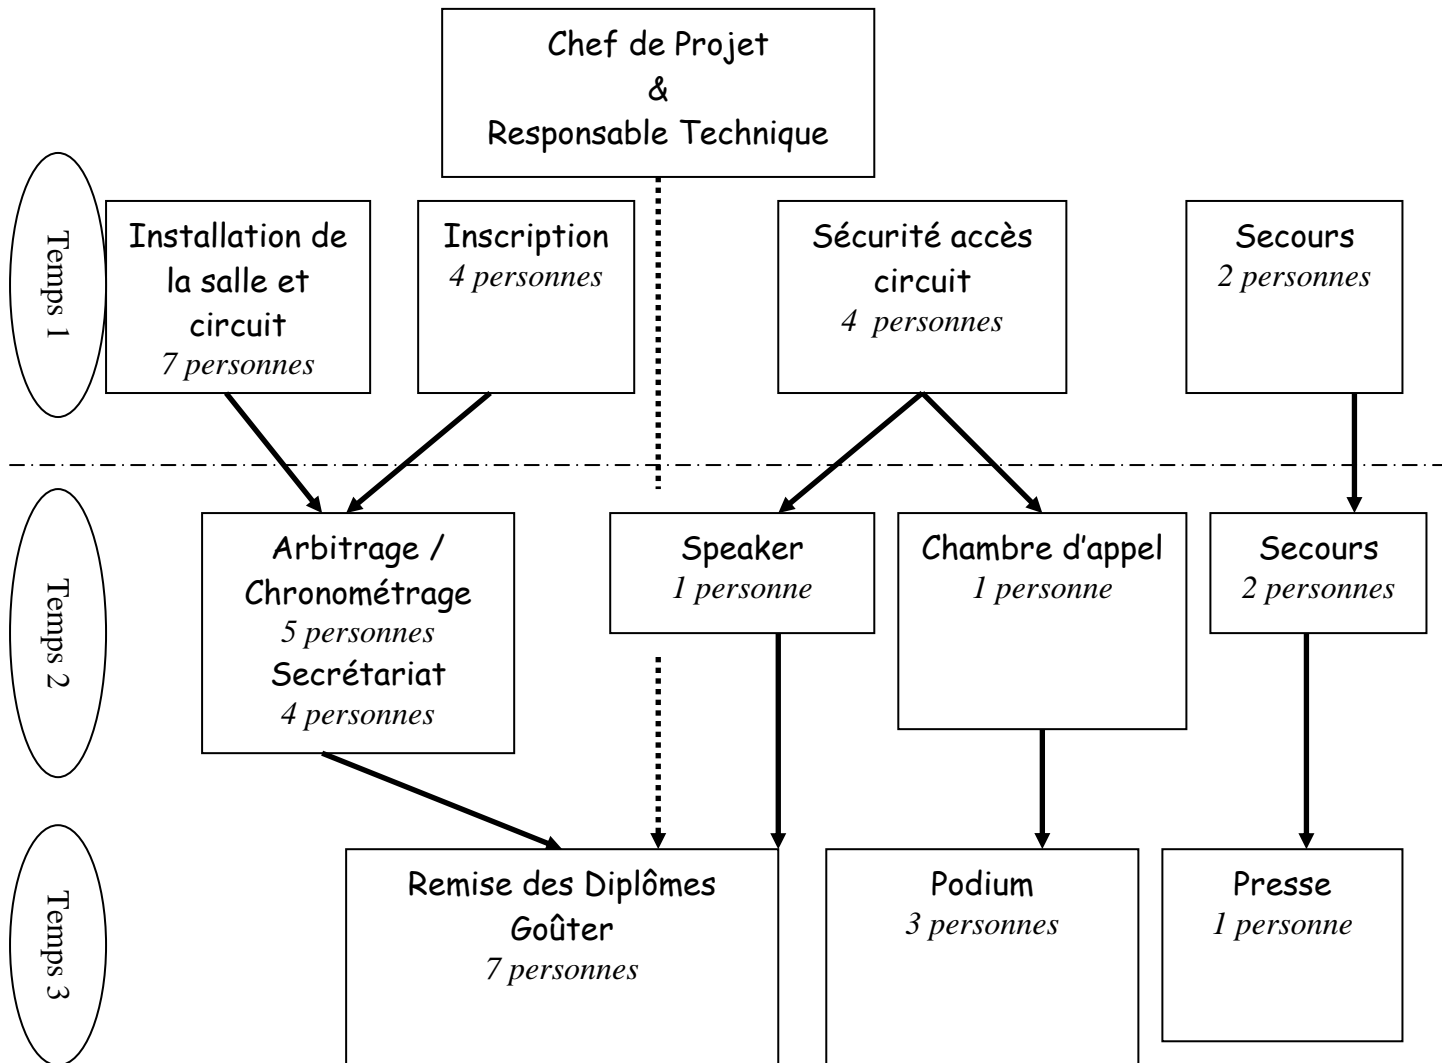 Chef de Projet
&
Responsable Technique
Temps 1
Installation de
la salle et
circuit
7 personnes
Inscription
4 personnes
Sécurité accès
circuit
4 personnes
Secours
2 personnes
Temps 2
Arbitrage /
Chronométrage
5 personnes
Secrétariat
4 personnes
Speaker
1 personne
Chambre d'appel
1 personne
Secours
2 personnes
Temps 3
Remise des Diplômes
Goûter
7 personnes
Podium
3 personnes
Presse
1 personne